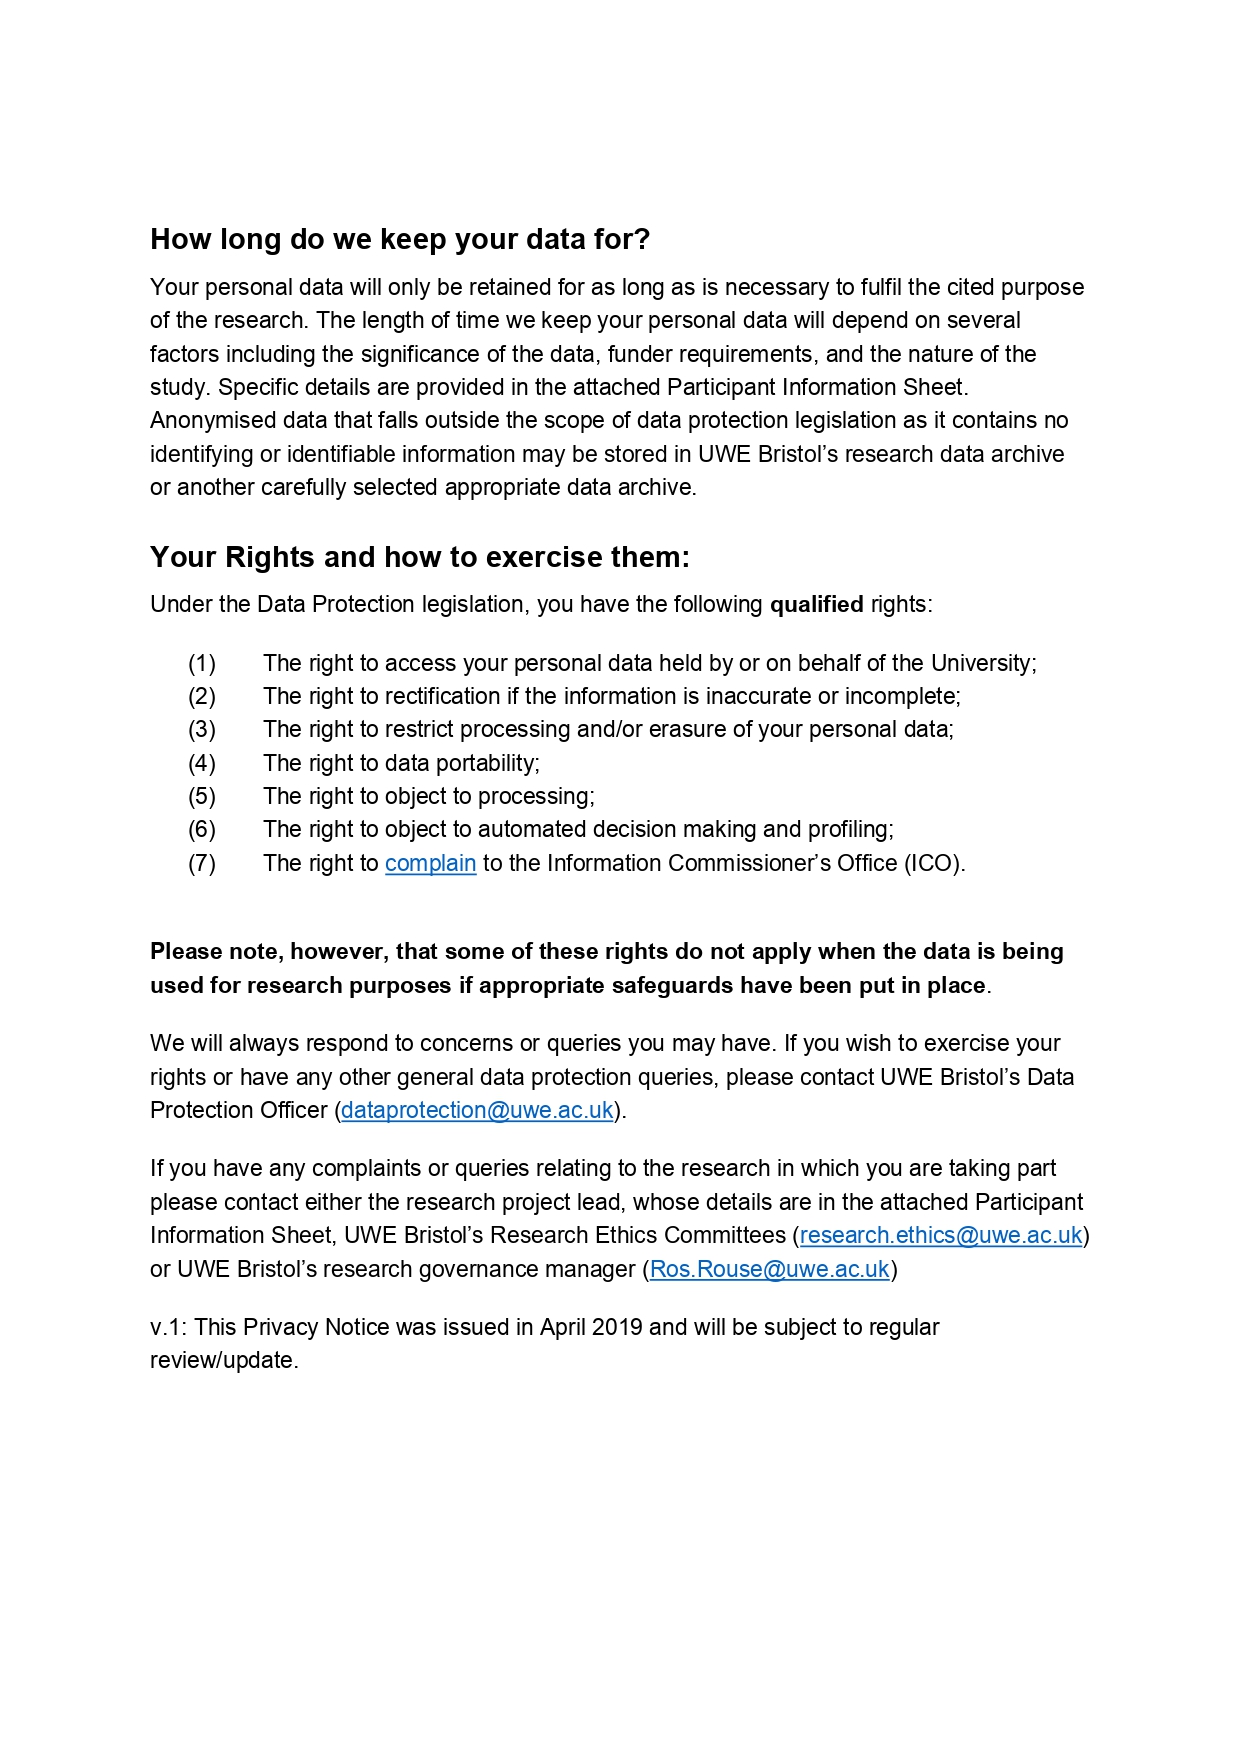 How long do we keep your data for?
Your personal data will only be retained for as long as is necessary to fulfil the cited purpose
of the research. The length of time we keep your personal data will depend on several
factors including the significance of the data, funder requirements, and the nature of the
study. Specific details are provided in the attached Participant Information Sheet.
Anonymised data that falls outside the scope of data protection legislation as it contains no
identifying or identifiable information may be stored in UWE Bristol’s research data archive
or another carefully selected appropriate data archive.
Your Rights and how to exercise them:
Under the Data Protection legislation, you have the following qualified rights:
(1) The right to access your personal data held by or on behalf of the University;
(2) The right to rectification if the information is inaccurate or incomplete;
(3) The right to restrict processing and/or erasure of your personal data;
(4) The right to data portability;
(5) The right to object to processing;
(6) The right to object to automated decision making and profiling;
(7) The right to complain to the Information Commissioner’s Office (ICO).
Please note, however, that some of these rights do not apply when the data is being
used for research purposes if appropriate safeguards have been put in place.
We will always respond to concerns or queries you may have. If you wish to exercise your
rights or have any other general data protection queries, please contact UWE Bristol’s Data
Protection Officer (dataprotection@uwe.ac.uk).
If you have any complaints or queries relating to the research in which you are taking part
please contact either the research project lead, whose details are in the attached Participant
Information Sheet, UWE Bristol’s Research Ethics Committees (research.ethics@uwe.ac.uk)
or UWE Bristol’s research governance manager (Ros.Rouse@uwe.ac.uk)
v.1: This Privacy Notice was issued in April 2019 and will be subject to regular
review/update.